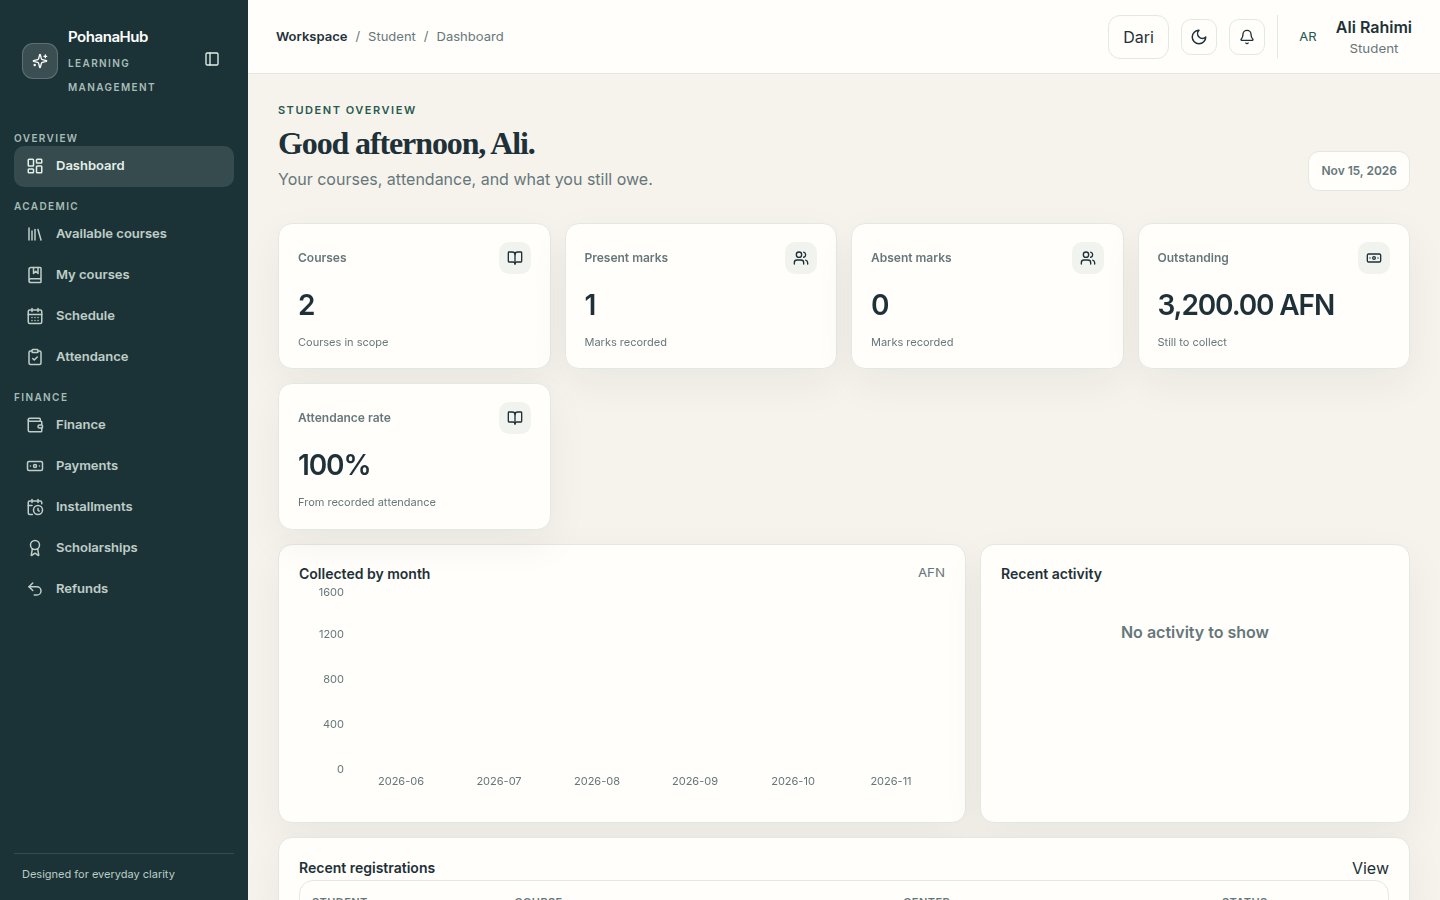 PohanaHub
LEARNING
MANAGEMENT
OVERVIEW
Dashboard
ACADEMIC
Available courses
My courses
Schedule
Attendance
FINANCE
Finance
Payments
Installments
Scholarships
Refunds
Designed for everyday clarity
Workspace / Student / Dashboard
Dari
AR
Ali Rahimi
Student
STUDENT OVERVIEW
Good afternoon, Ali.
Your courses, attendance, and what you still owe.
Nov 15, 2026
Courses
2
Courses in scope
Present marks
1
Marks recorded
Absent marks
0
Marks recorded
Outstanding
3,200.00 AFN
Still to collect
Attendance rate
100%
From recorded attendance
Collected by month
AFN
1600
1200
800
400
0
2026-06 2026-07 2026-08 2026-09 2026-10 2026-11
Recent activity
No activity to show
Recent registrations
View
STUDENT COURSE CENTER STATUS